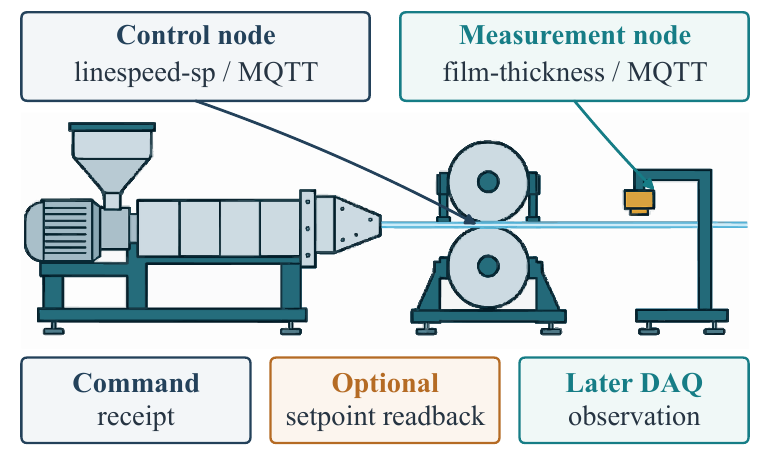 Control node
linespeed-sp / MQTT
Measurement node
film-thickness / MQTT
Command
receipt
Optional
setpoint readback
Later DAQ
observation